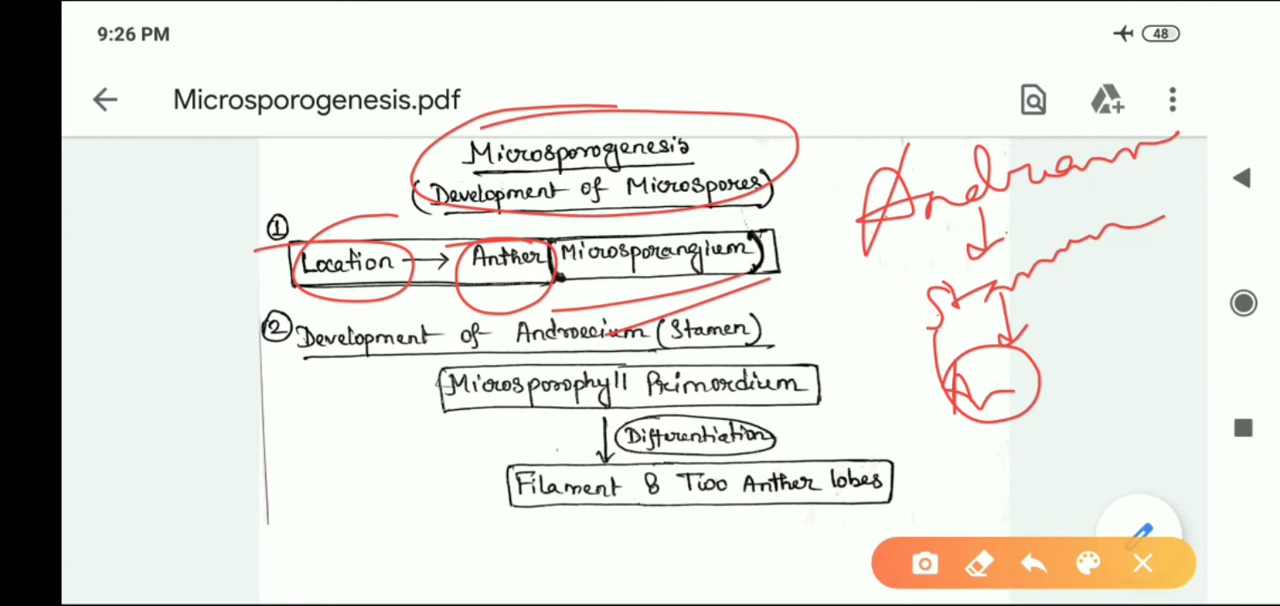 9:26 PM
48
Microsporogenesis.pdf
Microsporogenesis
(Development of Microspores)
①
Location → Anther (Microsporangium)
② Development of Androecium (Stamen)
Microsporophyll Primordium
Differentiation
Filament & Two Anther lobes